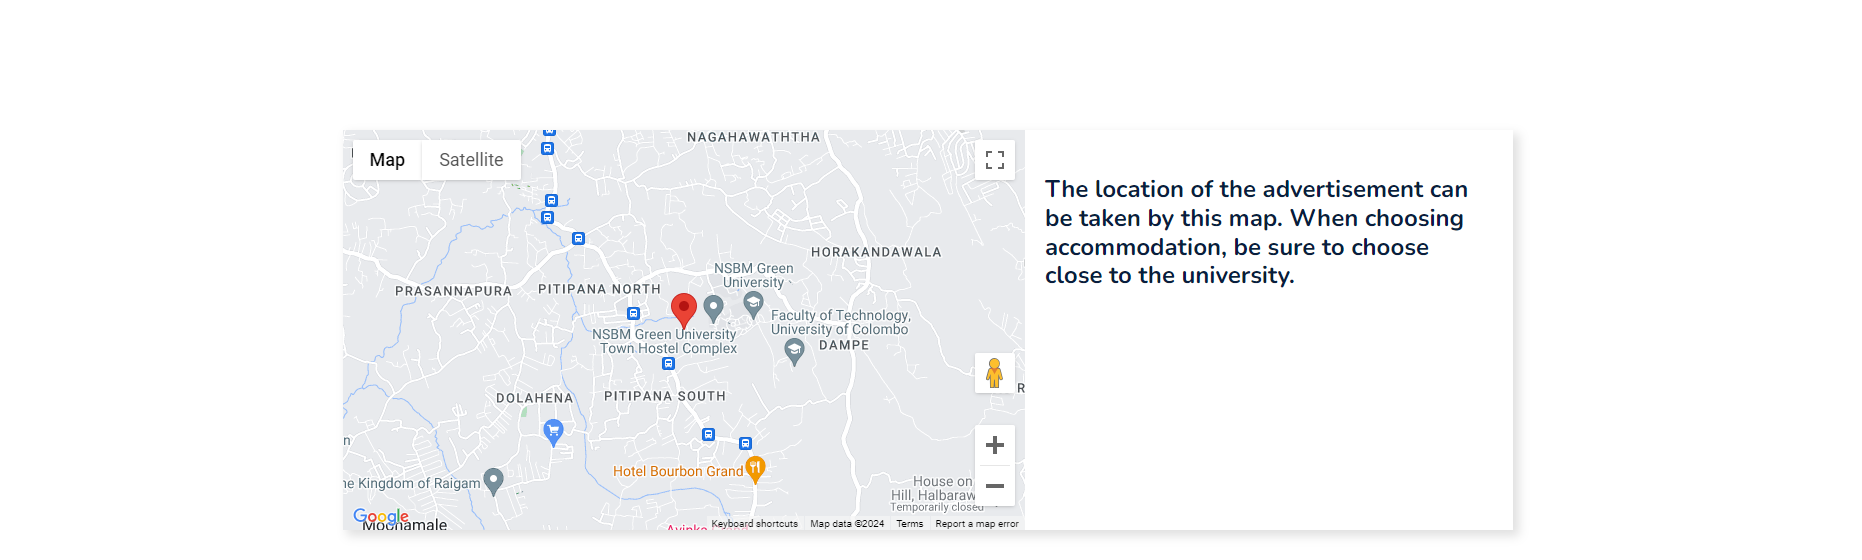 NAGAHAWATHTHA
Map
Satellite
The location of the advertisement can
be taken by this map. When choosing
accommodation, be sure to choose
close to the university.
HORAKANDAWALA
NSBM Green
University
PRASANNAPURA
PITIPANA NORTH
Faculty of Technology,
University of Colombo
NSBM Green University
Town Hostel Complex
DAMPE
PITIPANA SOUTH
DOLAHENA
Hotel Bourbon Grand
ne Kingdom of Raigam
House on
Hill, Halbaraw
Temporarily closed
Google
Moonamale
Keyboard shortcuts
Map data ©2024
Terms
Report a map error